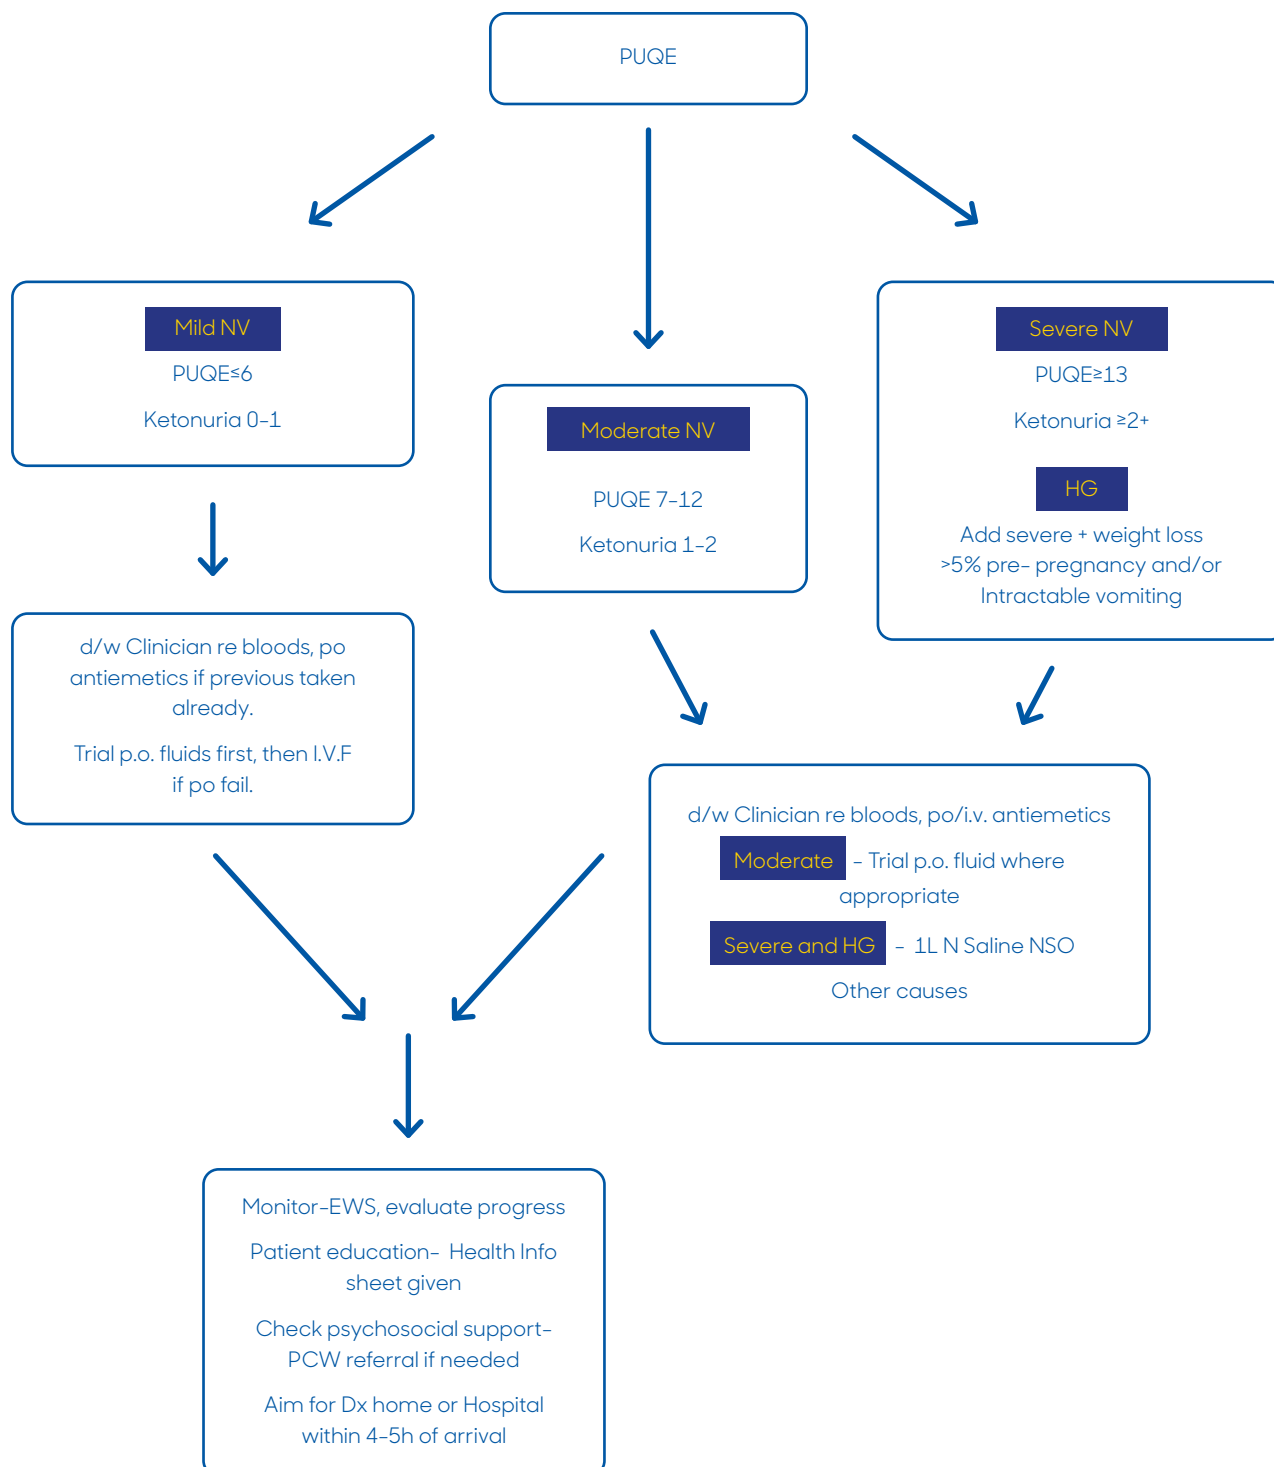 PUQE
Mild NV
PUQE≤6
Ketonuria 0-1
Moderate NV
PUQE 7-12
Ketonuria 1-2
Severe NV
PUQE≥13
Ketonuria ≥2+
HG
Add severe + weight loss
>5% pre- pregnancy and/or
Intractable vomiting
d/w Clinician re bloods, po
antiemetics if previous taken
already.
Trial p.o. fluids first, then I.V.F
if po fail.
d/w Clinician re bloods, po/i.v. antiemetics
Moderate - Trial p.o. fluid where
appropriate
Severe and HG - 1L N Saline NSO
Other causes
Monitor-EWS, evaluate progress
Patient education- Health Info
sheet given
Check psychosocial support-
PCW referral if needed
Aim for Dx home or Hospital
within 4-5h of arrival